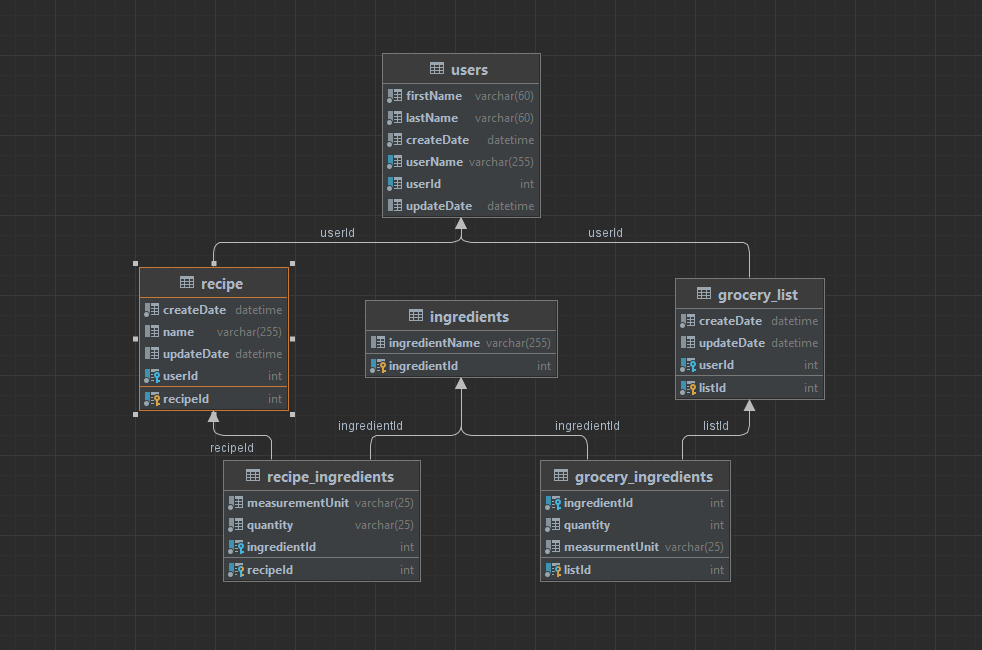 users
firstName varchar(60)
lastName varchar(60)
createDate datetime
userName varchar(255)
userId int
updateDate datetime
userId
userId
recipe
createDate datetime
name varchar(255)
updateDate datetime
userId int
recipeId int
ingredients
ingredientName varchar(255)
ingredientId int
grocery_list
createDate datetime
updateDate datetime
userId int
listId int
recipeId
ingredientId
ingredientId
listId
recipe_ingredients
measurementUnit varchar(25)
quantity varchar(25)
ingredientId int
recipeId int
grocery_ingredients
ingredientId int
quantity int
measurmentUnit varchar(25)
listId int